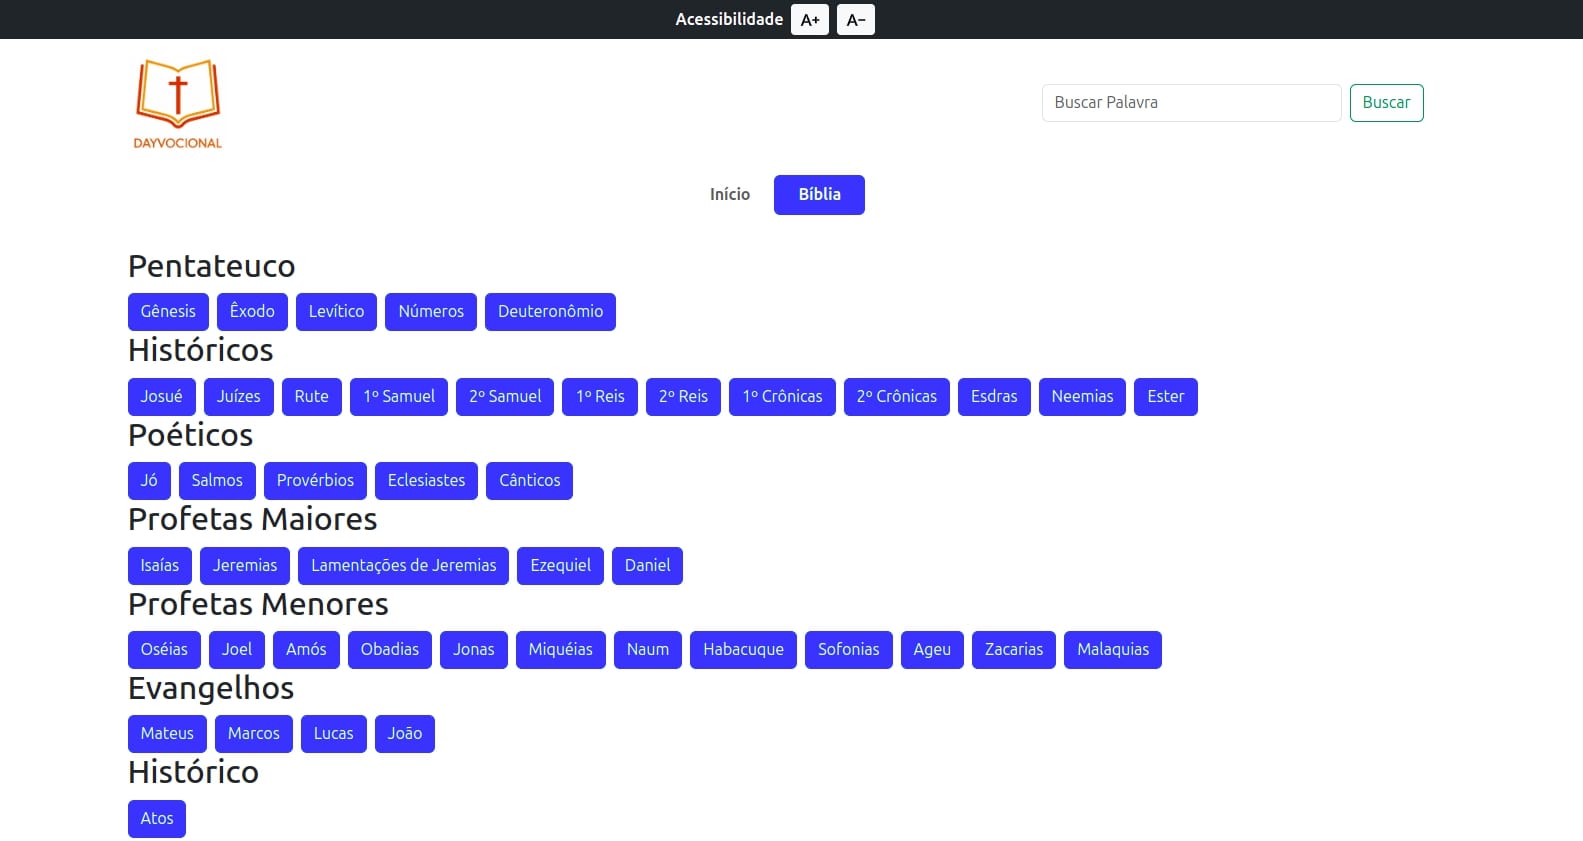 Acessibilidade A+ A-
DAYVOCIONAL
Buscar Palavra Buscar
Início Bíblia
Pentateuco
Gênesis Êxodo Levítico Números Deuteronômio
Históricos
Josué Juízes Rute 1º Samuel 2º Samuel 1º Reis 2º Reis 1º Crônicas 2º Crônicas Esdras Neemias Ester
Poéticos
Jó Salmos Provérbios Eclesiastes Cânticos
Profetas Maiores
Isaías Jeremias Lamentações de Jeremias Ezequiel Daniel
Profetas Menores
Oséias Joel Amós Obadias Jonas Miquéias Naum Habacuque Sofonias Ageu Zacarias Malaquias
Evangelhos
Mateus Marcos Lucas João
Histórico
Atos